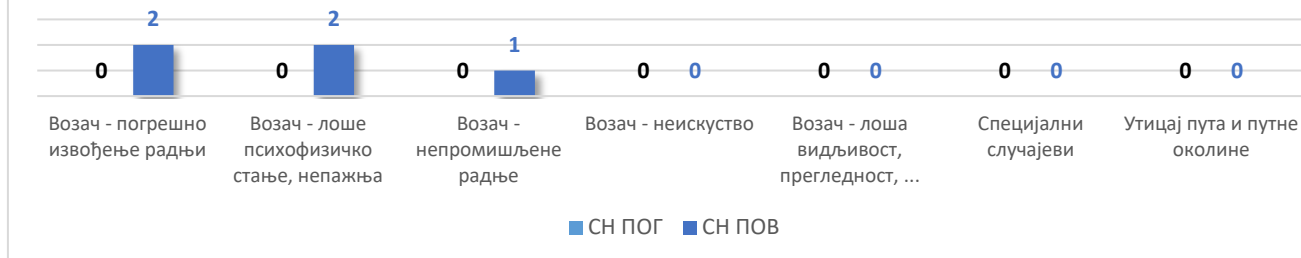 2 2
1
0 0 0 0 0 0 0 0 0 0 0
Возач - погрешно
извођење радњи
Возач - лоше
психофизичко
стање, непажња
Возач -
непромишљене
радње
Возач - неискуство
Возач - лоша
видљивост,
прегледност, ...
Специјални
случајеви
Утицај пута и путне
околине
СН ПОГ СН ПОВ